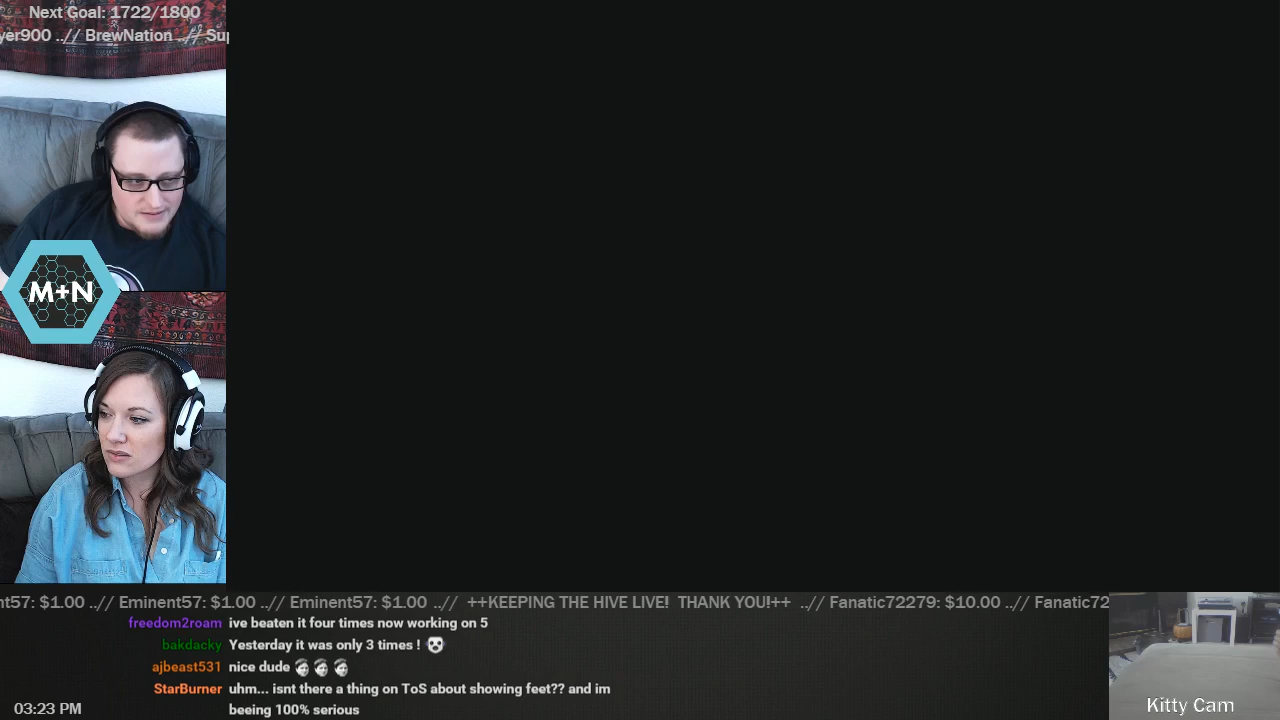 Next Goal: 1722/1800
yer900 ..// BrewNation ..// Sup
M+N
nt57: $1.00 ..// Eminent57: $1.00 ..// Eminent57: $1.00 ..// ++KEEPING THE HIVE LIVE! THANK YOU!++ ..// Fanatic72279: $10.00 ..// Fanatic72
freedom2roam ive beaten it four times now working on 5
bakdacky Yesterday it was only 3 times !
ajbeast531 nice dude
StarBurner uhm... isnt there a thing on ToS about showing feet?? and im
beeing 100% serious
03:23 PM
Kitty Cam